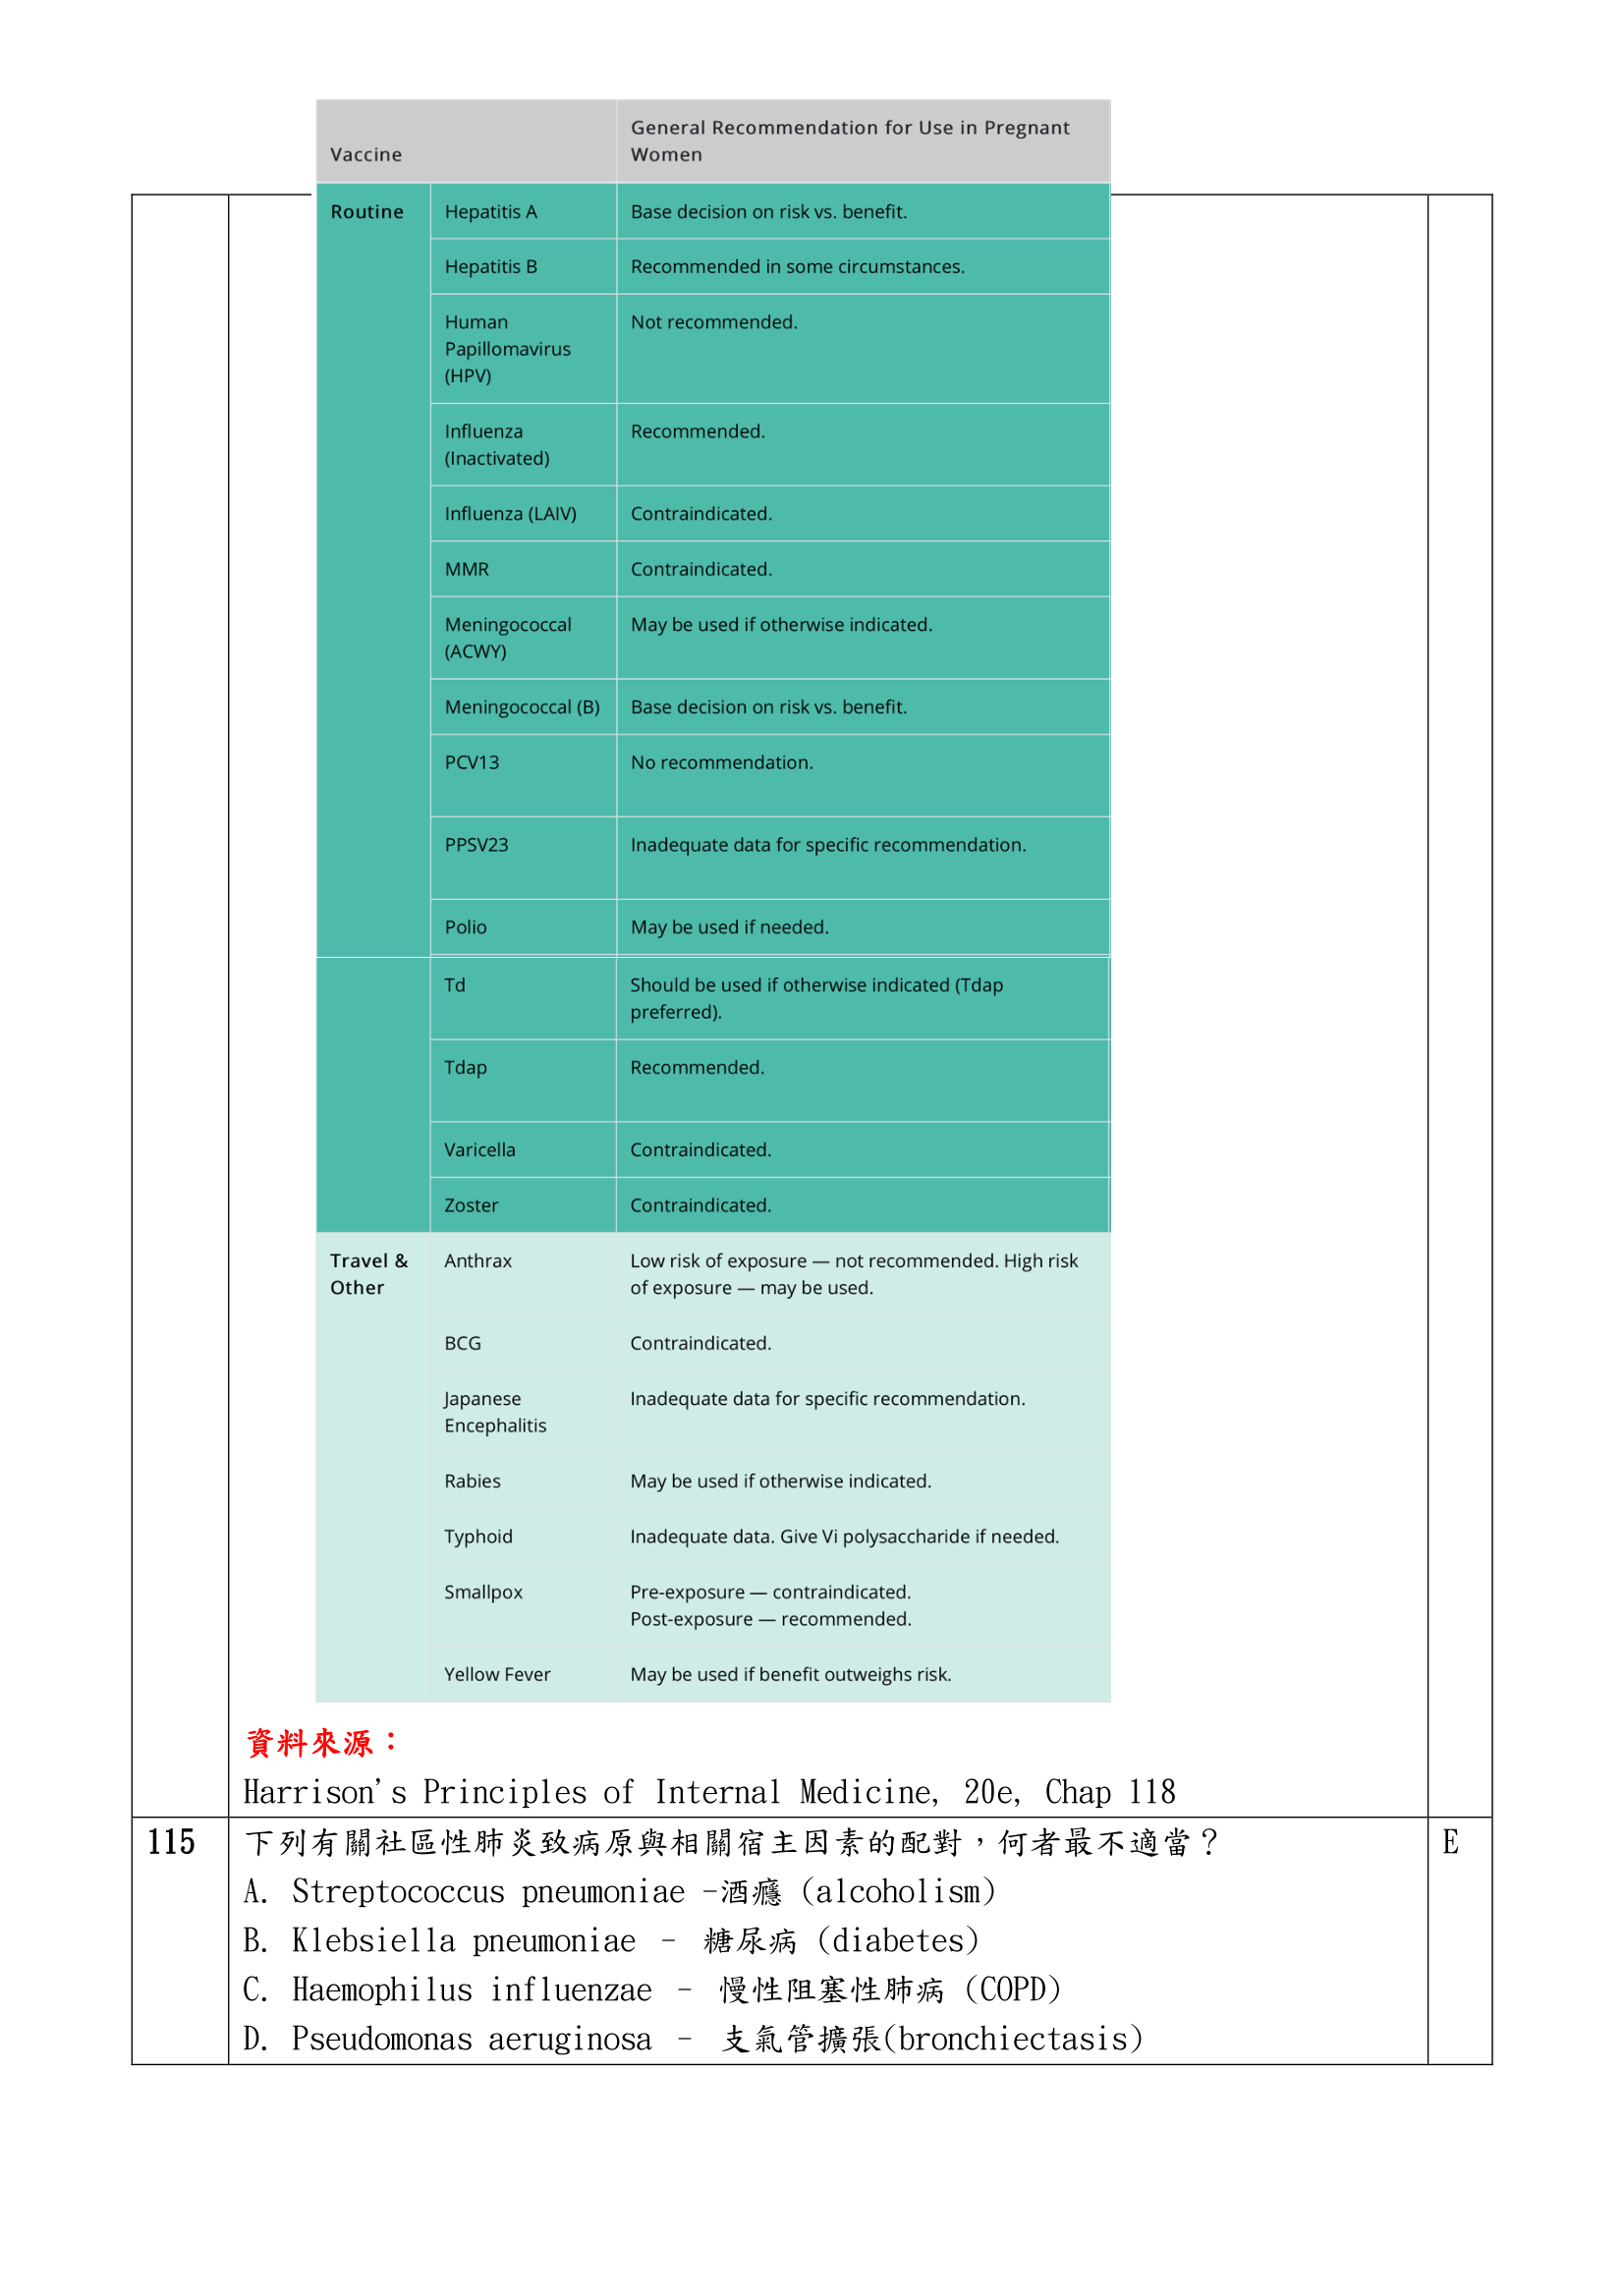 Vaccine
General Recommendation for Use in Pregnant
Women
Routine
Hepatitis A
Base decision on risk vs. benefit.
Hepatitis B
Recommended in some circumstances.
Human
Papillomavirus
(HPV)
Not recommended.
Influenza
(Inactivated)
Recommended.
Influenza (LAIV)
Contraindicated.
MMR
Contraindicated.
Meningococcal
(ACWY)
May be used if otherwise indicated.
Meningococcal (B)
Base decision on risk vs. benefit.
PCV13
No recommendation.
PPSV23
Inadequate data for specific recommendation.
Polio
May be used if needed.
Td
Should be used if otherwise indicated (Tdap
preferred).
Tdap
Recommended.
Varicella
Contraindicated.
Zoster
Contraindicated.
Travel &
Other
Anthrax
Low risk of exposure — not recommended. High risk
of exposure — may be used.
BCG
Contraindicated.
Japanese
Encephalitis
Inadequate data for specific recommendation.
Rabies
May be used if otherwise indicated.
Typhoid
Inadequate data. Give Vi polysaccharide if needed.
Smallpox
Pre-exposure — contraindicated.
Post-exposure — recommended.
Yellow Fever
May be used if benefit outweighs risk.
資料來源：
Harrison's Principles of Internal Medicine, 20e, Chap 118
115
下列有關社區性肺炎致病原與相關宿主因素的配對，何者最不適當？
E
A. Streptococcus pneumoniae –酒癮 (alcoholism)
B. Klebsiella pneumoniae – 糖尿病 (diabetes)
C. Haemophilus influenzae – 慢性阻塞性肺病 (COPD)
D. Pseudomonas aeruginosa – 支氣管擴張(bronchiectasis)